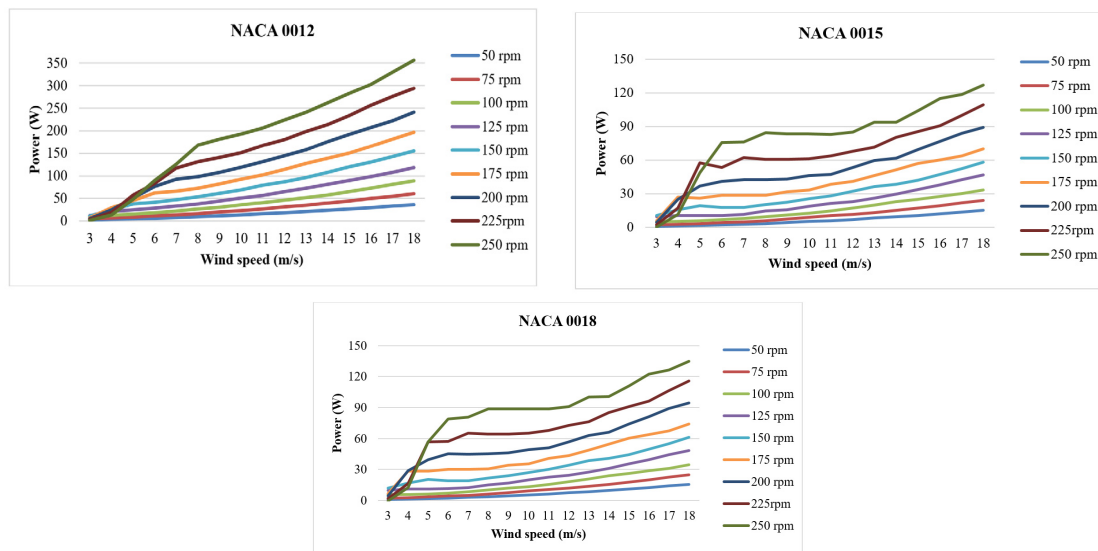 NACA 0012
Power (W)
350
300
250
200
150
100
50
0
3 4 5 6 7 8 9 10 11 12 13 14 15 16 17 18
Wind speed (m/s)
50 rpm
75 rpm
100 rpm
125 rpm
150 rpm
175 rpm
200 rpm
225rpm
250 rpm
NACA 0015
Power (W)
150
120
90
60
30
0
3 4 5 6 7 8 9 10 11 12 13 14 15 16 17 18
Wind speed (m/s)
50 rpm
75 rpm
100 rpm
125 rpm
150 rpm
175 rpm
200 rpm
225rpm
250 rpm
NACA 0018
Power (W)
150
120
90
60
30
0
3 4 5 6 7 8 9 10 11 12 13 14 15 16 17 18
Wind speed (m/s)
50 rpm
75 rpm
100 rpm
125 rpm
150 rpm
175 rpm
200 rpm
225rpm
250 rpm